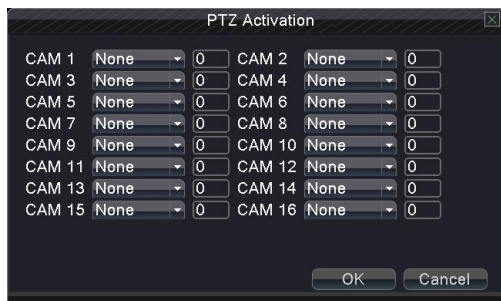 PTZ Activation
CAM 1 None 0 CAM 2 None 0
CAM 3 None 0 CAM 4 None 0
CAM 5 None 0 CAM 6 None 0
CAM 7 None 0 CAM 8 None 0
CAM 9 None 0 CAM 10 None 0
CAM 11 None 0 CAM 12 None 0
CAM 13 None 0 CAM 14 None 0
CAM 15 None 0 CAM 16 None 0
OK Cancel